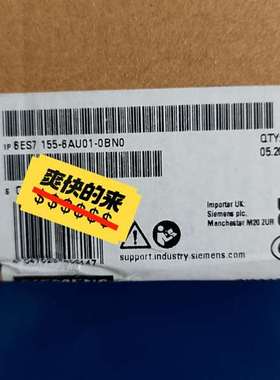 1P 6ES7 155-6AU01-0BN0
QTY
05.20
爽快的来
$$$$$$
Importer UK:
Siemens plc.
Manchester M20 2UR
support.industry.siemens.com